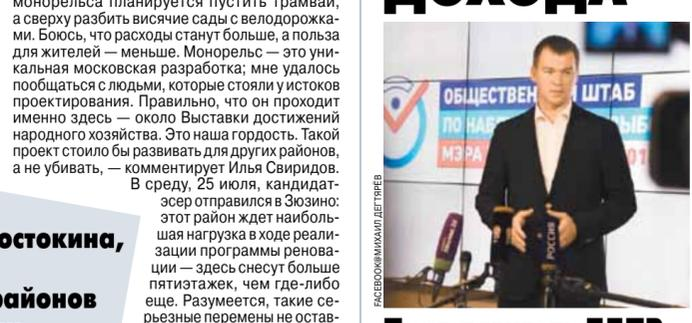 монорельса планируется пустить трамвай,
а сверху разбить висячие сады с велодорожка-
ми. Боюсь, что расходы станут больше, а польза
для жителей — меньше. Монорельс — это уни-
кальная московская разработка; мне удалось
пообщаться с людьми, которые стояли у истоков
проектирования. Правильно, что он проходит
именно здесь — около Выставки достижений
народного хозяйства. Это наша гордость. Такой
проект стоило бы развивать для других районов,
а не убивать, — комментирует Илья Свиридов.
В среду, 25 июля, кандидат-
эсер отправился в Зюзино:
этот район ждет наиболь-
шая нагрузка в ходе реали-
зации программы ренова-
ции — здесь снесут больше
пятиэтажек, чем где-либо
еще. Разумеется, такие се-
рьезные перемены не остав-
остокина,
районов
ДОХОДА
ОБЩЕСТВЕН ШТАБ
ПО НАБ ЫБ
МЭРА
РОССИЯ
FACEBOOK@МИХАИЛ ДЕГТЯРЁВ